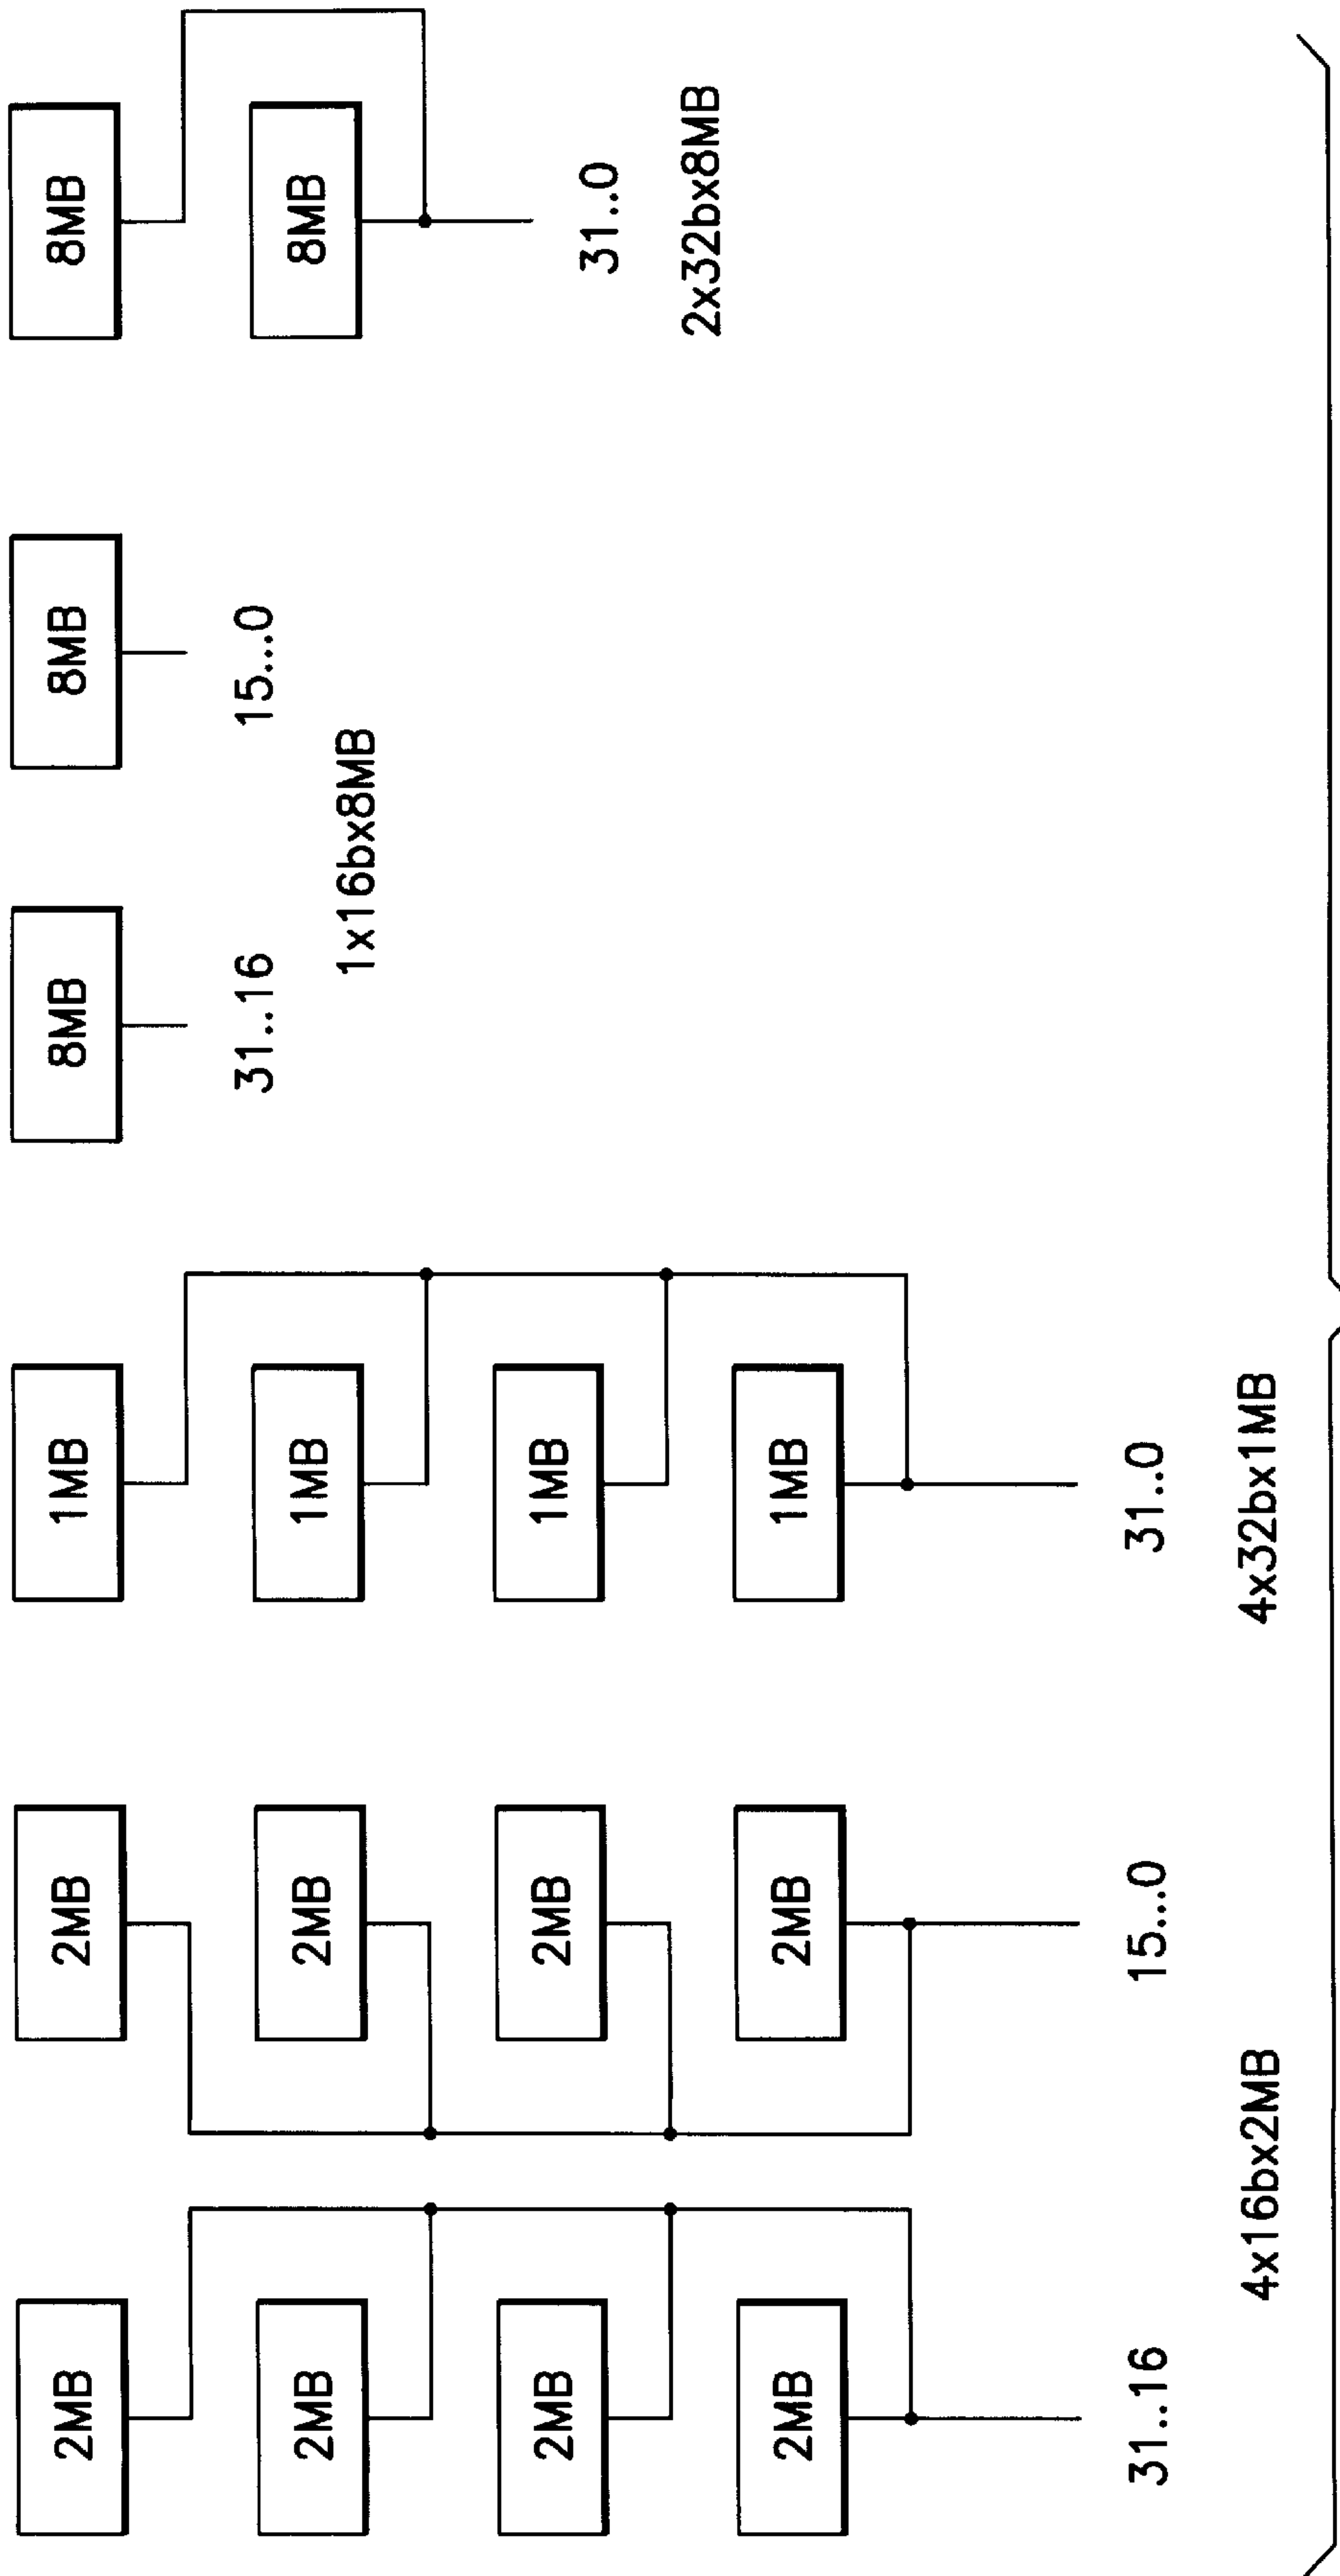 2MB 2MB 1MB 8MB 8MB 8MB
31..16 15...0
2MB 2MB 1MB 8MB
1x16bx8MB
2MB 2MB 1MB
31..0
2x32bx8MB
2MB 2MB 1MB
31..16 15...0 31..0
4x16bx2MB 4x32bx1MB